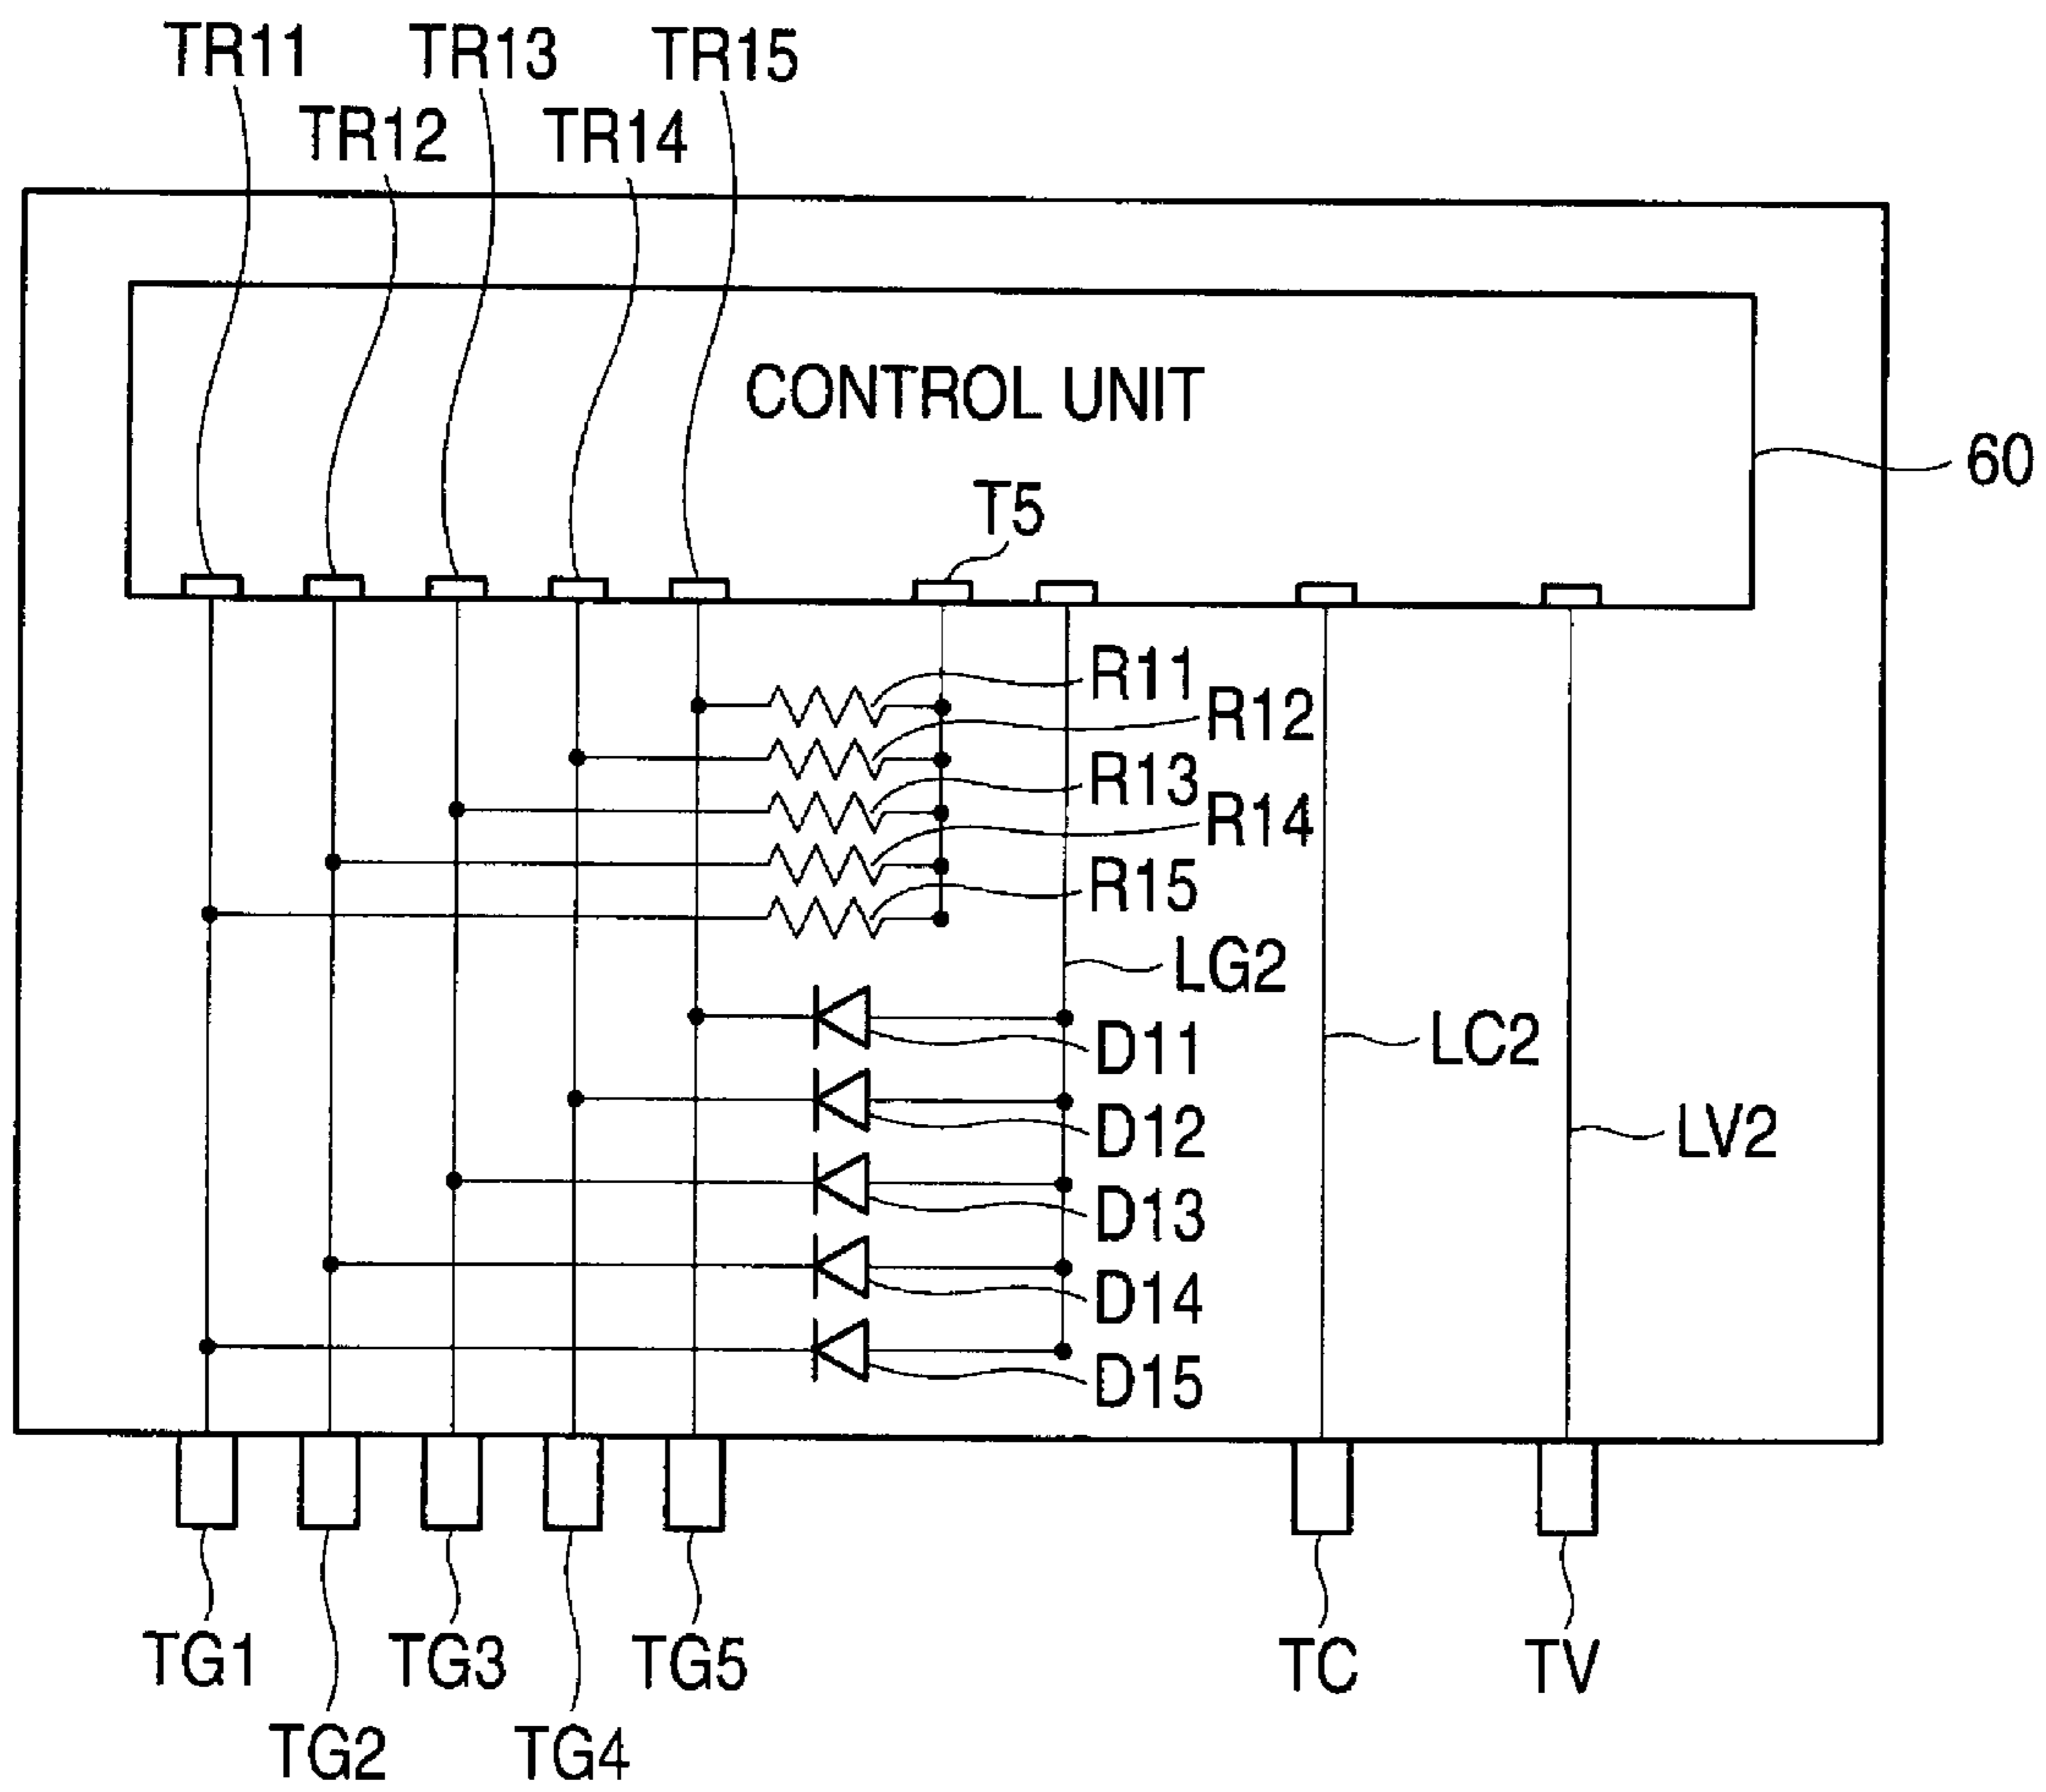 TR11 TR13 TR15
TR12 TR14
CONTROL UNIT
60
T5
R11
R12
R13
R14
R15
LG2
D11
LC2
D12
LV2
D13
D14
D15
TG1 TG3 TG5 TC TV
TG2 TG4